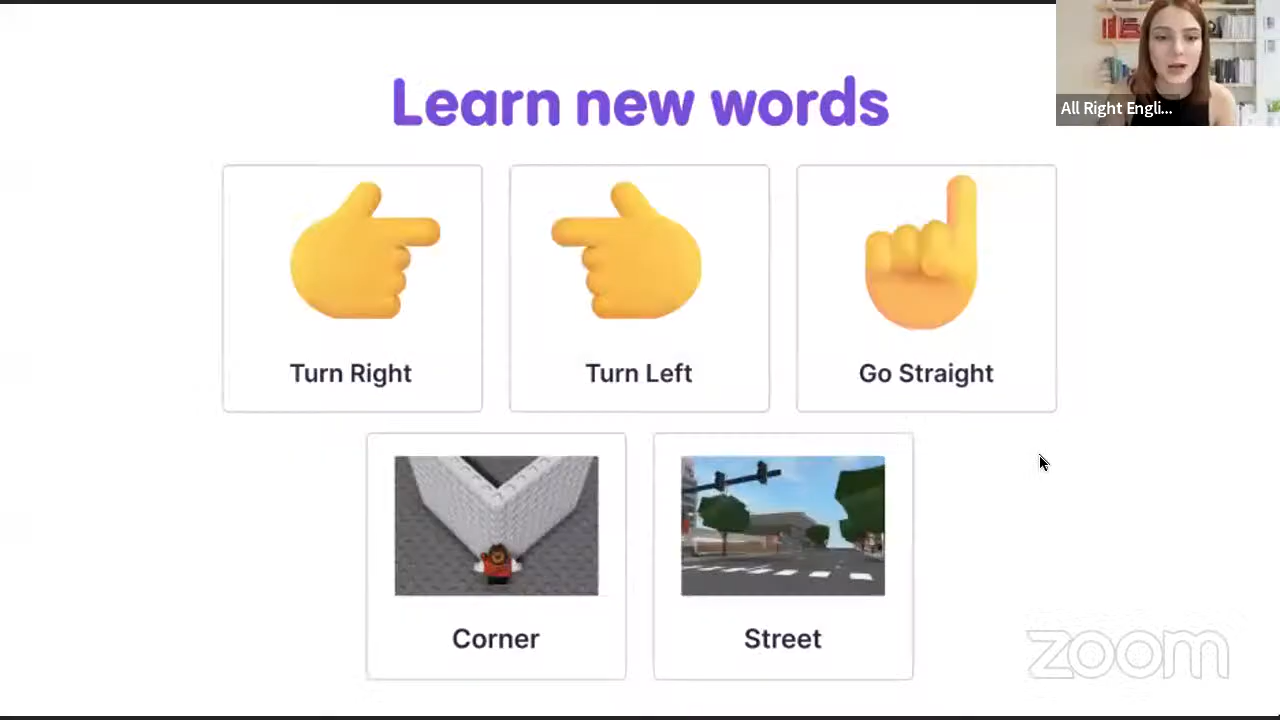 All Right Engli...
Learn new words
Turn Right
Turn Left
Go Straight
Corner
Street
zoom